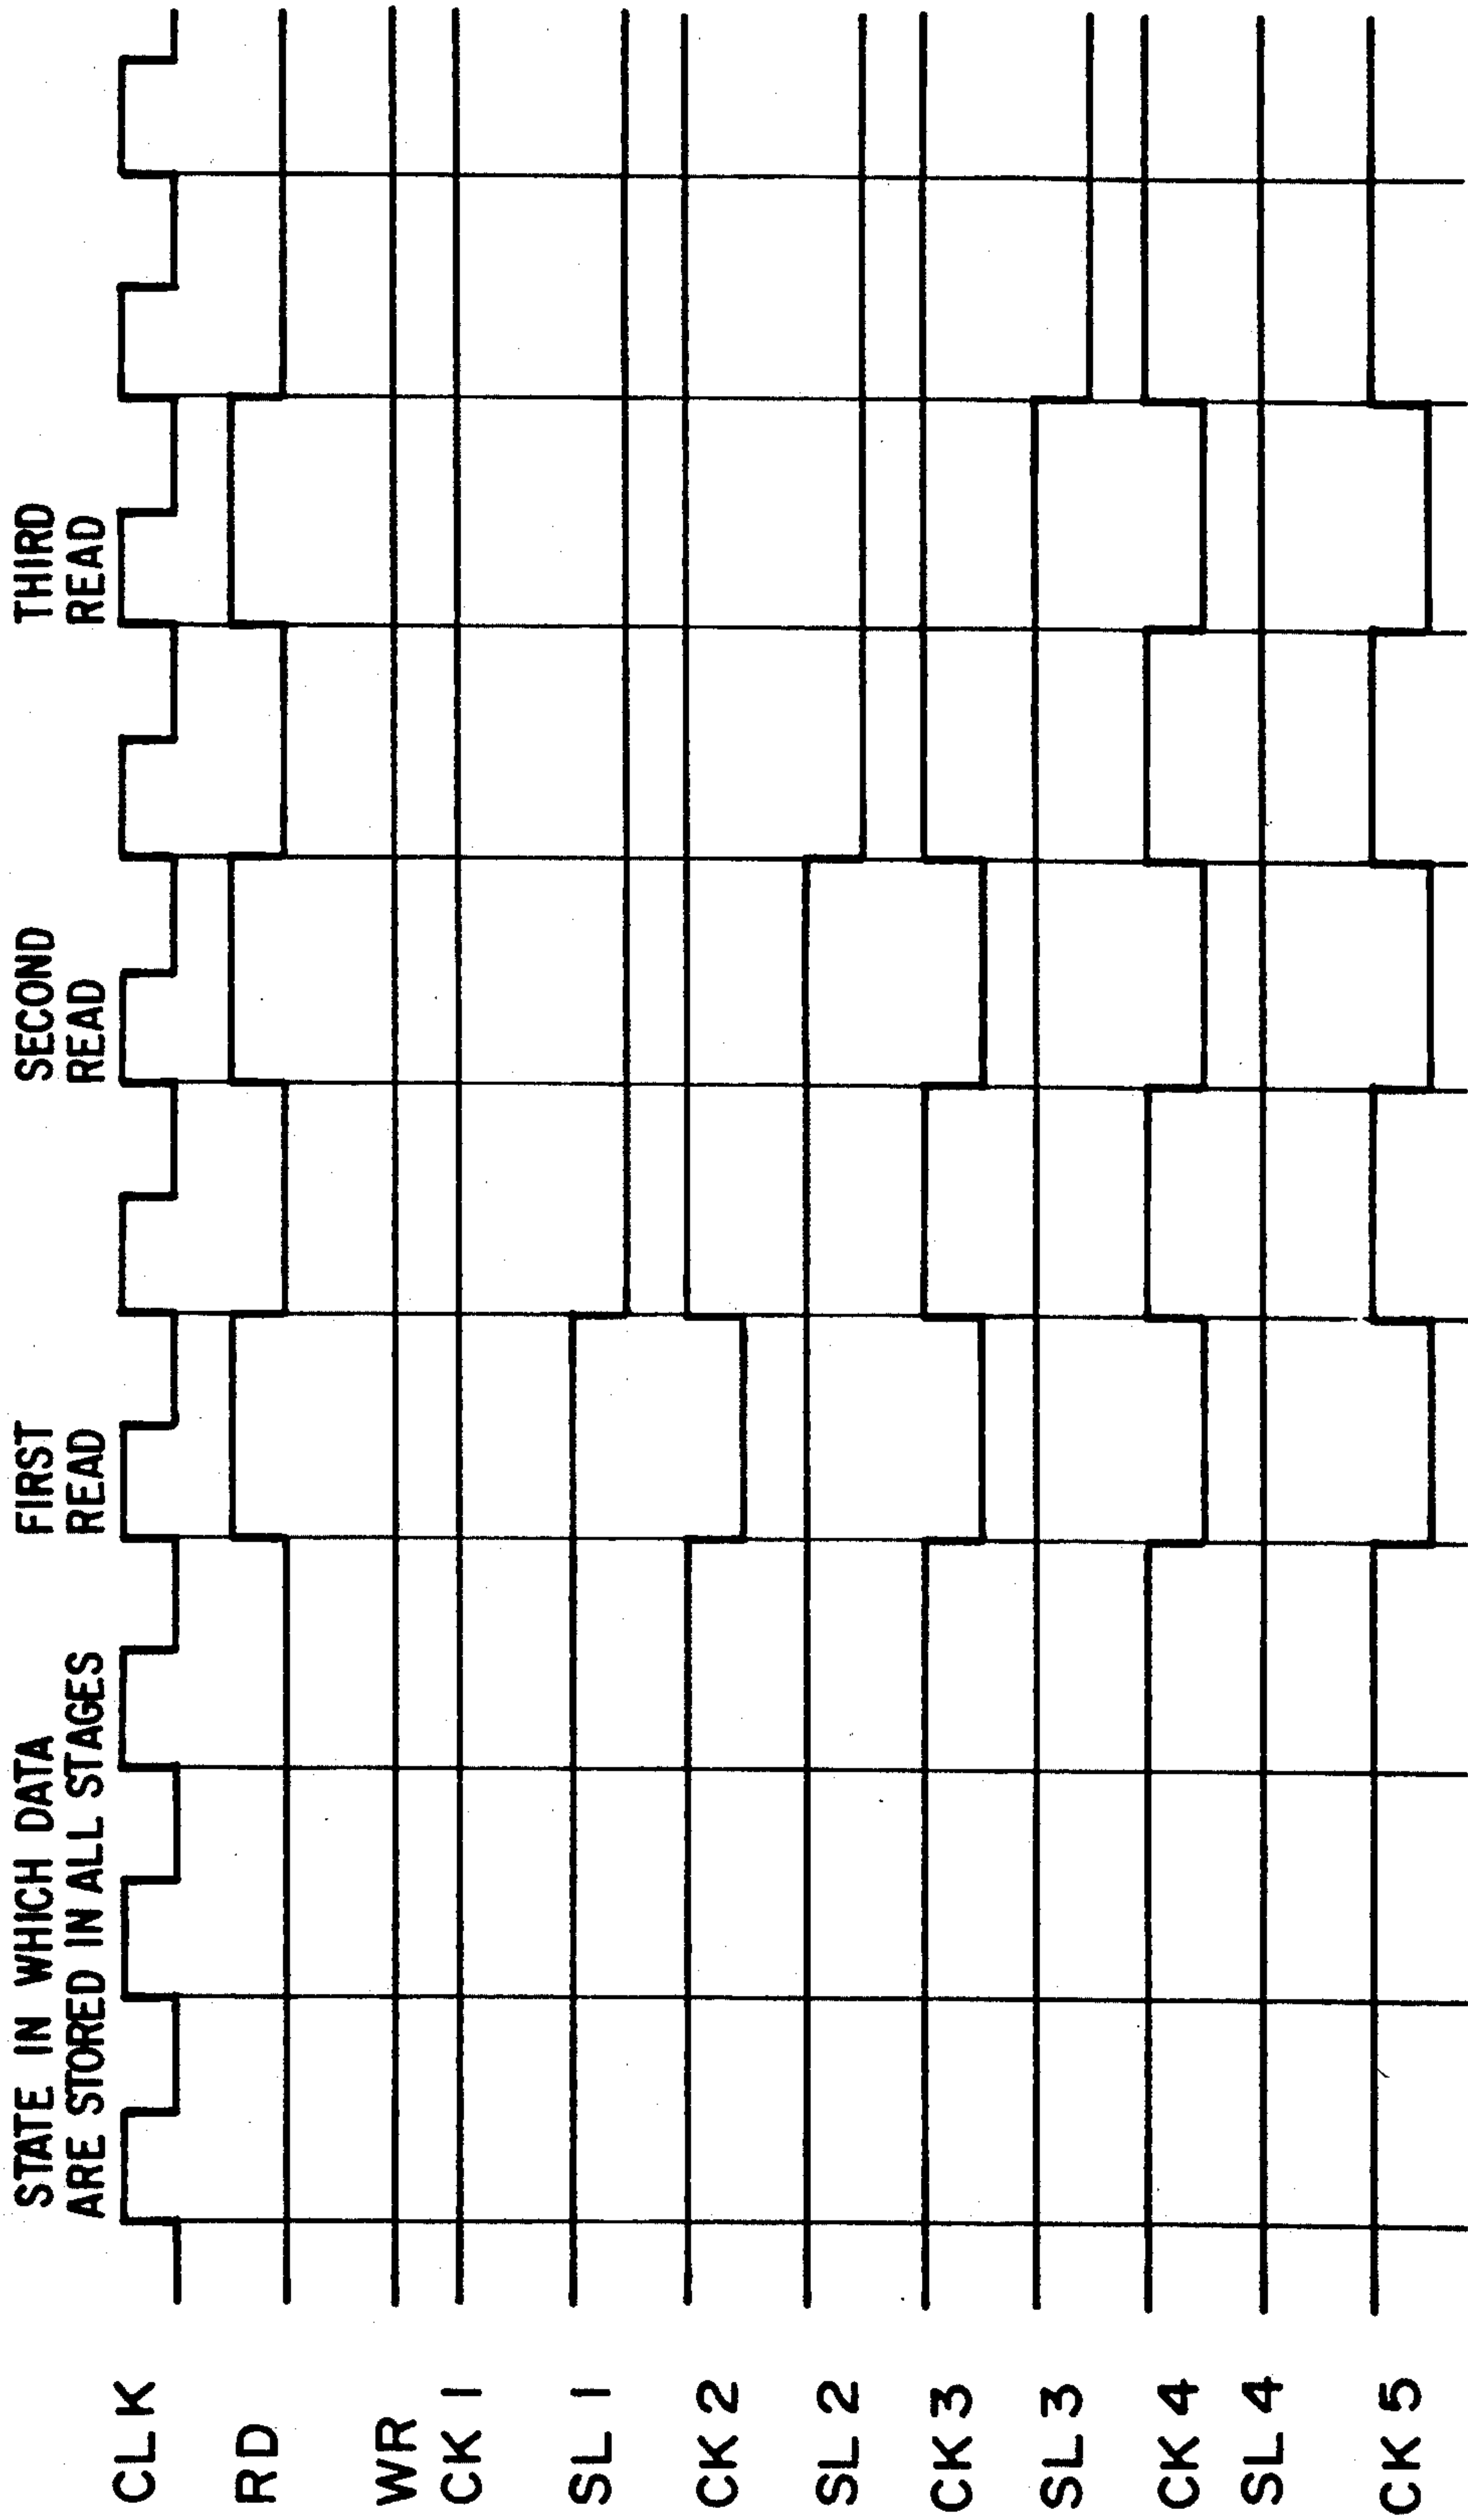 STATE IN WHICH DATA
ARE STORED IN ALL STAGES
FIRST
READ
SECOND
READ
THIRD
READ
CLK
RD
WR
CK 1
SL 1
CK 2
SL 2
CK 3
SL 3
CK 4
SL 4
CK 5